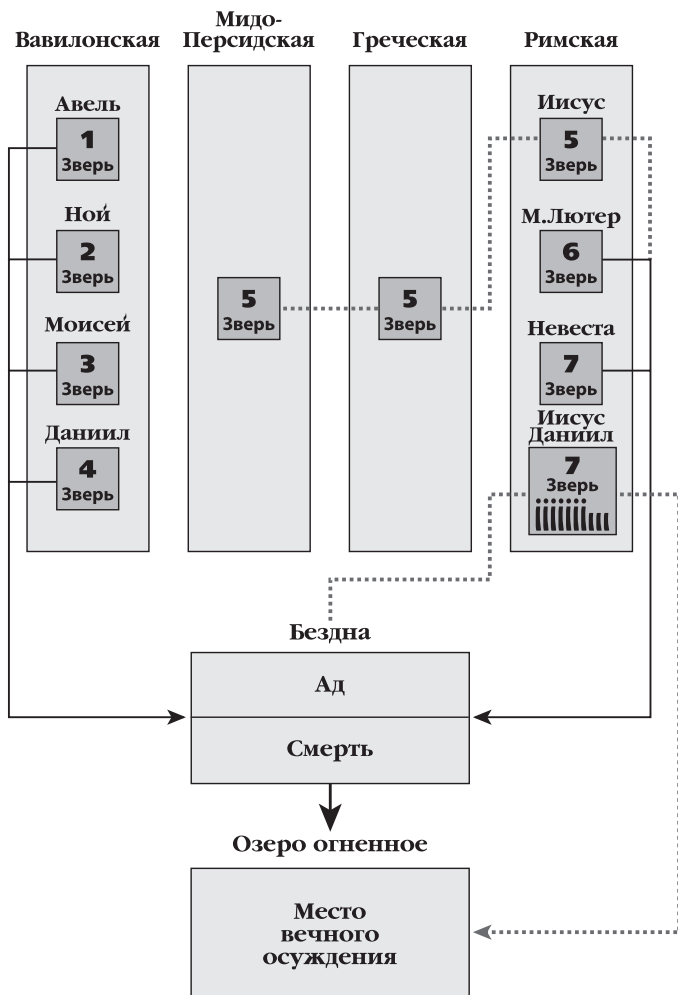 Вавилонская
Мидо-
Персидская
Греческая
Римская
Авель
1
Зверь
Ной
2
Зверь
Моисей
3
Зверь
Даниил
4
Зверь
5
Зверь
5
Зверь
Иисус
5
Зверь
М.Лютер
6
Зверь
Невеста
7
Зверь
Иисус
Даниил
7
Зверь
Бездна
Ад
Смерть
Озеро огненное
Место
вечного
осуждения